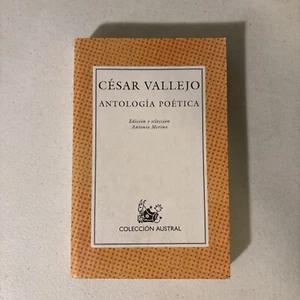 CÉSAR VALLEJO
ANTOLOGÍA POÉTICA
Edición y selección
Antonio Merino
COLECCIÓN AUSTRAL